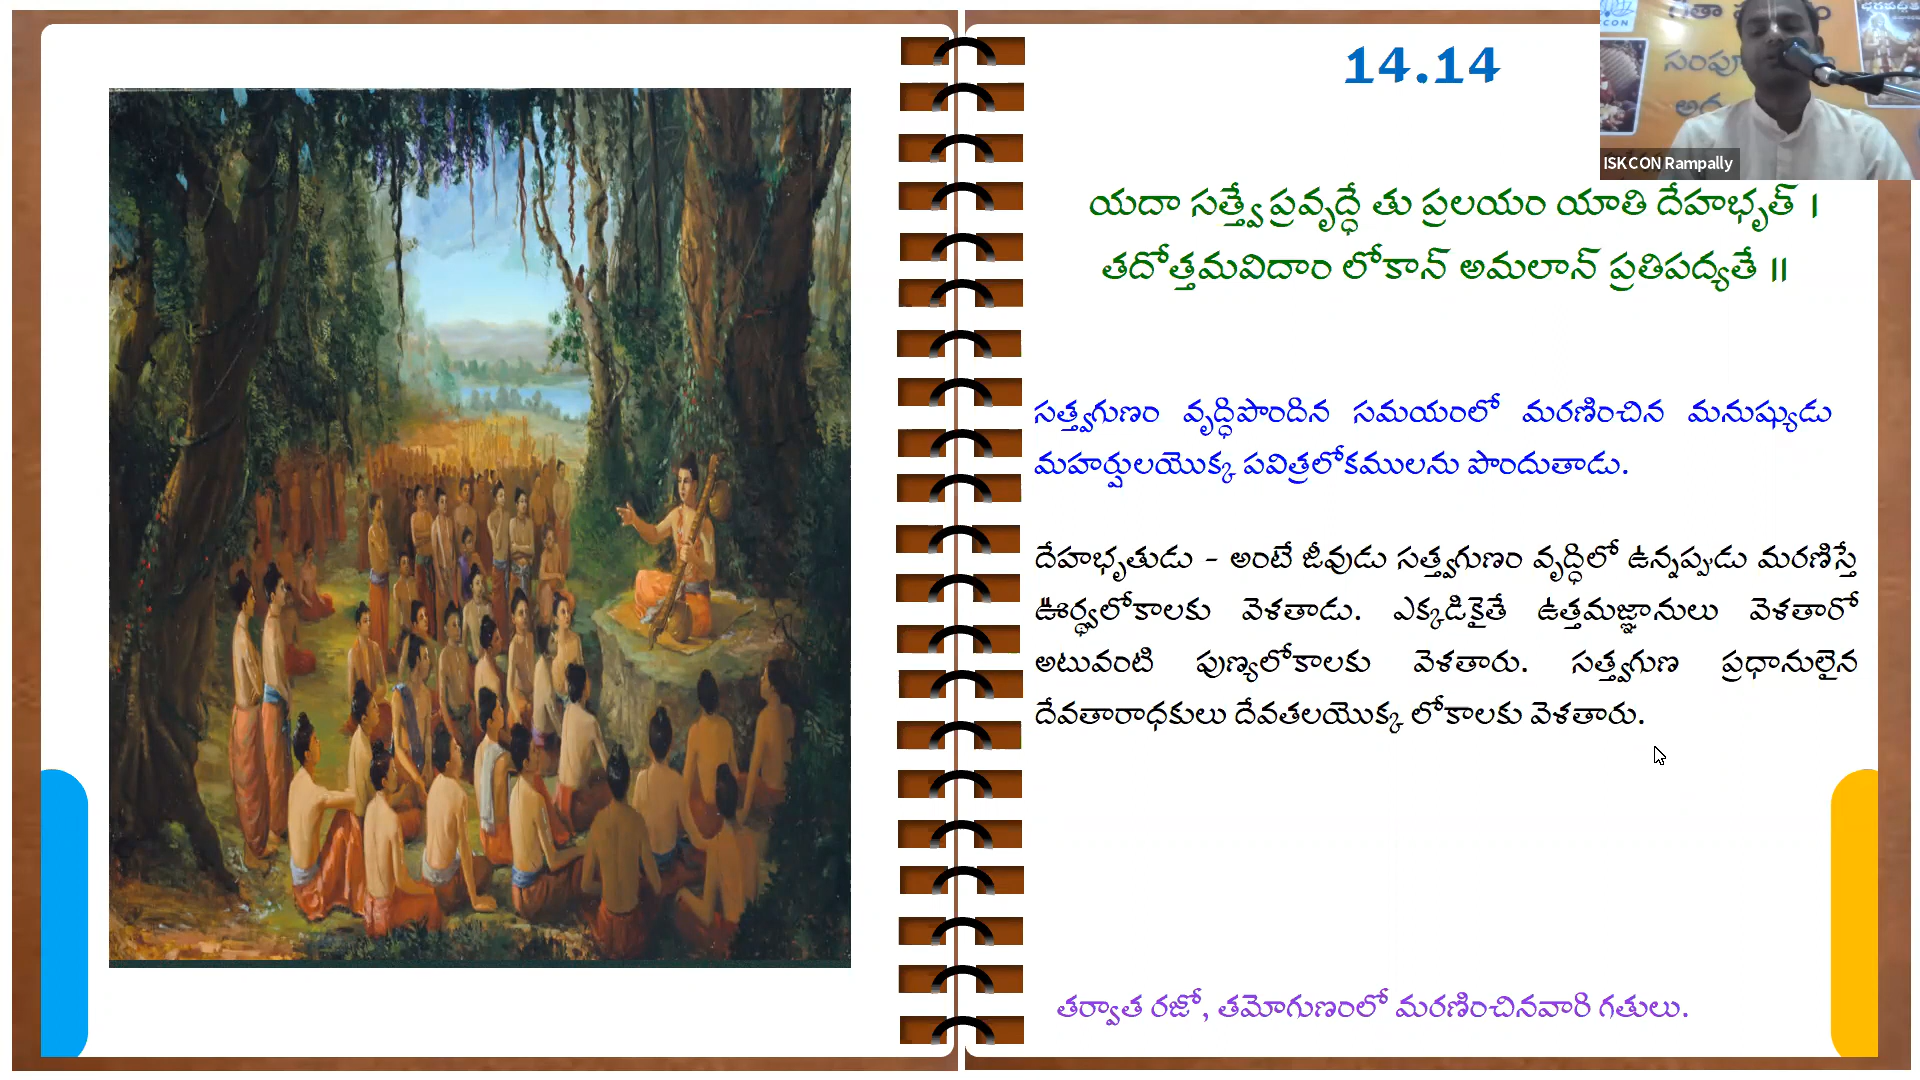 14.14
యదా సత్త్వే ప్రవృద్ధే తు ప్రలయం యాతి దేహభృత్ ।
తదోత్తమవిదాం లోకాన్ అమలాన్ ప్రతిపద్యతే ॥
సత్త్వగుణం వృద్ధిపొందిన సమయంలో మరణించిన మనుష్యుడు
మహర్షులయొక్క పవిత్రలోకములను పొందుతాడు.
దేహభృతుడు - అంటే జీవుడు సత్త్వగుణం వృద్ధిలో ఉన్నప్పుడు మరణిస్తే
ఊర్ధ్వలోకాలకు వెళతాడు. ఎక్కడికైతే ఉత్తమజ్ఞానులు వెళతారో
అటువంటి పుణ్యలోకాలకు వెళతారు. సత్త్వగుణ ప్రధానులైన
దేవతారాధకులు దేవతలయొక్క లోకాలకు వెళతారు.
తర్వాత రజో, తమోగుణంలో మరణించినవారి గతులు.
ISKCON Rampally